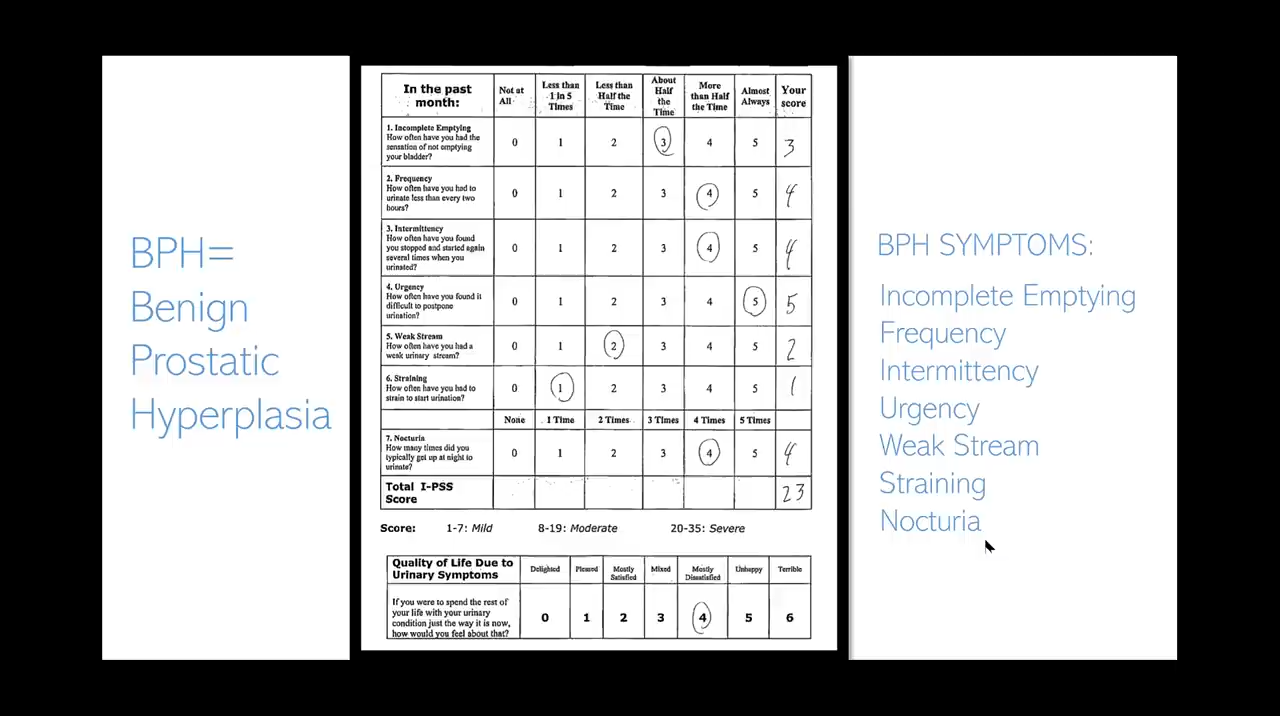 BPH=
Benign
Prostatic
Hyperplasia
In the past
month:
Not at
All
Less than
1 in 5
Times
Less than
Half the
Time
About
Half
the
Time
More
than Half
the Time
Almost
Always
Your
score
1. Incomplete Emptying
How often have you had the
sensation of not emptying
your bladder?
0 1 2 3 4 5 3
2. Frequency
How often have you had to
urinate less than every two
hours?
0 1 2 3 4 5 4
3. Intermittency
How often have you found
you stopped and started again
several times when you
urinated?
0 1 2 3 4 5 4
4. Urgency
How often have you found it
difficult to postpone
urination?
0 1 2 3 4 5 5
5. Weak Stream
How often have you had a
weak urinary stream?
0 1 2 3 4 5 2
6. Straining
How often have you had to
strain to start urination?
0 1 2 3 4 5 1
None 1 Time 2 Times 3 Times 4 Times 5 Times
7. Nocturia
How many times did you
typically get up at night to
urinate?
0 1 2 3 4 5 4
Total I-PSS
Score
23
Score: 1-7: Mild 8-19: Moderate 20-35: Severe
Quality of Life Due to
Urinary Symptoms
Delighted
Pleased
Mostly
Satisfied
Mixed
Mostly
Dissatisfied
Unhappy
Terrible
If you were to spend the rest of
your life with your urinary
condition just the way it is now,
how would you feel about that?
0 1 2 3 4 5 6
BPH SYMPTOMS:
Incomplete Emptying
Frequency
Intermittency
Urgency
Weak Stream
Straining
Nocturia